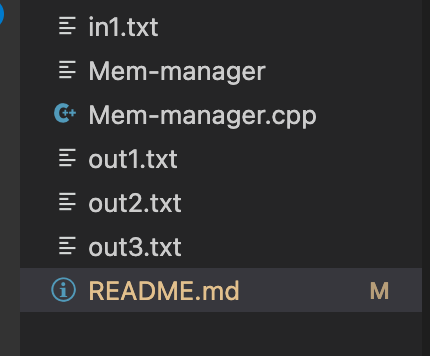 in1.txt
Mem-manager
Mem-manager.cpp
out1.txt
out2.txt
out3.txt
README.md M